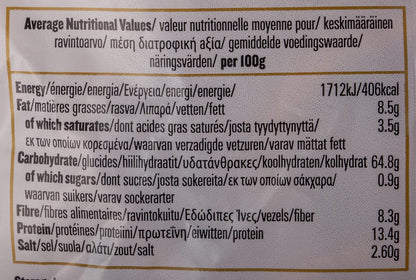 Average Nutritional Values/ valeur nutritionnelle moyenne pour/ keskimääräinen
ravintoarvo/ μέση διατροφική αξία/ gemiddelde voedingswaarde/
näringsvärden/ per 100g
Energy/énergie/energia/Ενέργεια/energi/energie/ 1712kJ/406kcal
Fat/matières grasses/rasva/Λιπαρά/vetten/fett 8.5g
of which saturates/dont acides gras saturés/josta tyydyttynyttä/ 3.5g
εκ των οποίων κορεσμένα/waarvan verzadigde vetzuren/varav mättat fett
Carbohydrate/glucides/hiilihydraatit/υδατάνθρακες/koolhydraten/kolhydrat 64.8g
of which sugars/dont sucres/josta sokereita/εκ των οποίων σάκχαρα/ 0.9g
waarvan suikers/varav sockerarter
Fibre/fibres alimentaires/ravintokuitu/Εδώδιμες Ίνες/vezels/fiber 8.3g
Protein/protéines/proteiini/πρωτεΐνη/eiwitten/protein 13.4g
Salt/sel/suola/αλάτι/zout/salt 2.60g